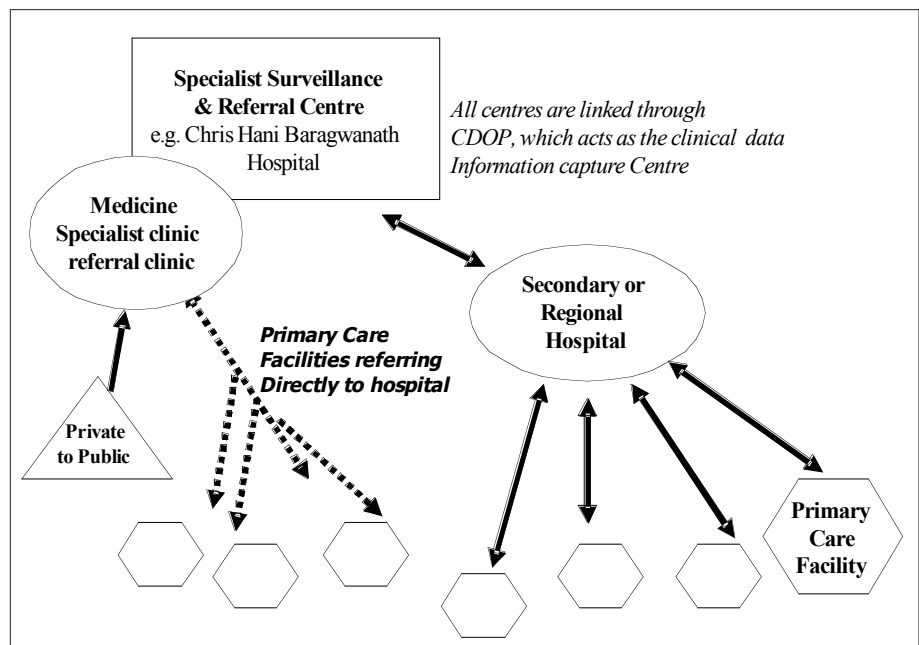 Specialist Surveillance
& Referral Centre
e.g. Chris Hani Baragwanath
Hospital
All centres are linked through
CDOP, which acts as the clinical data
Information capture Centre
Medicine
Specialist clinic
referral clinic
Secondary or
Regional
Hospital
Primary Care
Facilities referring
Directly to hospital
Private
to Public
Primary
Care
Facility